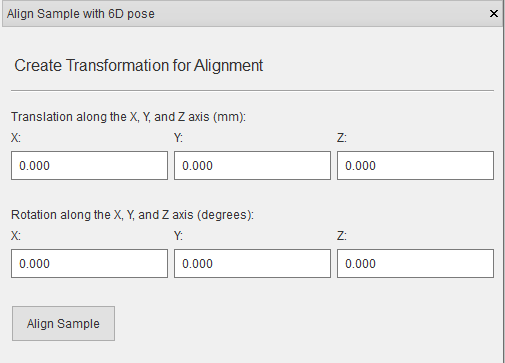 Align Sample with 6D pose
Create Transformation for Alignment
Translation along the X, Y, and Z axis (mm):
X: Y: Z:
0.000 0.000 0.000
Rotation along the X, Y, and Z axis (degrees):
X: Y: Z:
0.000 0.000 0.000
Align Sample